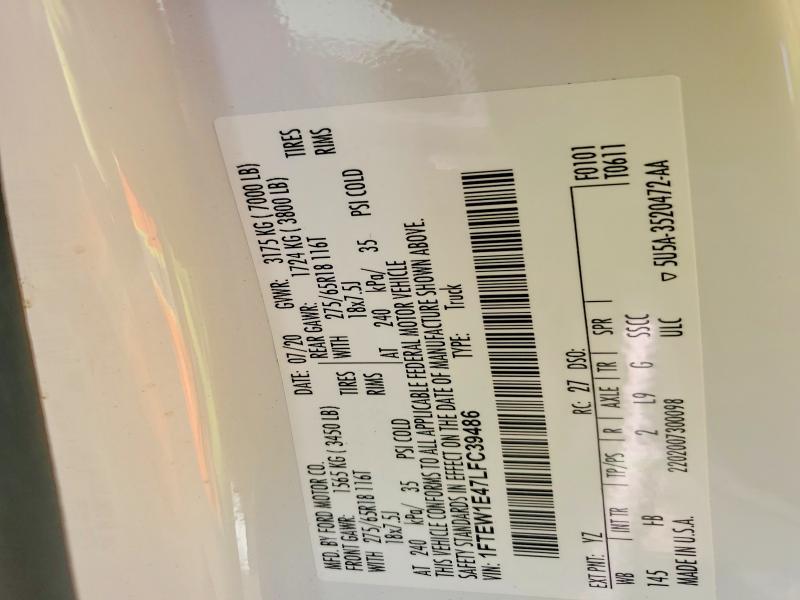 MFD. BY FORD MOTOR CO.
DATE: 07/20 GVWR: 3175 KG ( 7000 LB)
FRONT GAWR: 1565 KG ( 3450 LB) REAR GAWR: 1724 KG ( 3800 LB)
WITH 275/65R18 116T TIRES WITH 275/65R18 116T TIRES
18x7.5J RIMS 18x7.5J RIMS
AT 240 kPa/ 35 PSI COLD AT 240 kPa/ 35 PSI COLD
THIS VEHICLE CONFORMS TO ALL APPLICABLE FEDERAL MOTOR VEHICLE
SAFETY STANDARDS IN EFFECT ON THE DATE OF MANUFACTURE SHOWN ABOVE.
VIN: 1FTEW1E47LFC39486 TYPE: Truck
EXT PNT: YZ RC: 27 DSO: F0101
WB INT TR TP/PS R AXLE TR SPR T0611
145 2 L9 G SSCC
ULC
MADE IN U.S.A. 2202007300098 ▽ 5U5A-3520472-AA